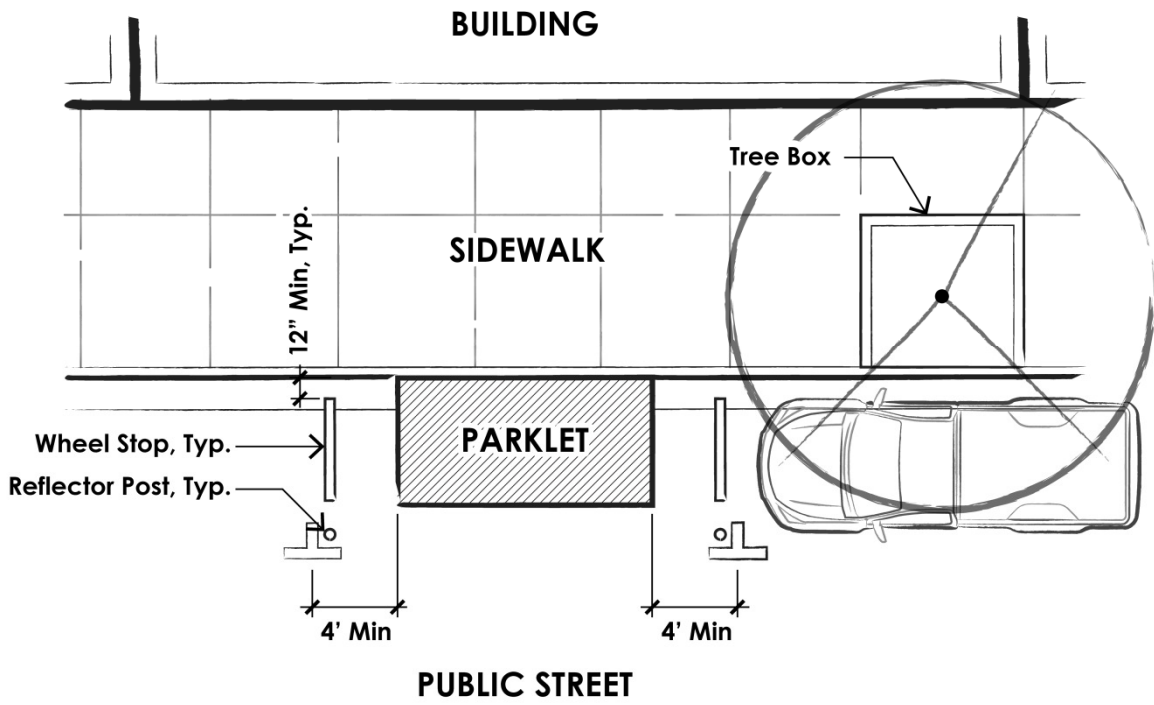 BUILDING
Tree Box
SIDEWALK
12” Min, Typ.
PARKLET
Wheel Stop, Typ.
Reflector Post, Typ.
4’ Min
4’ Min
PUBLIC STREET